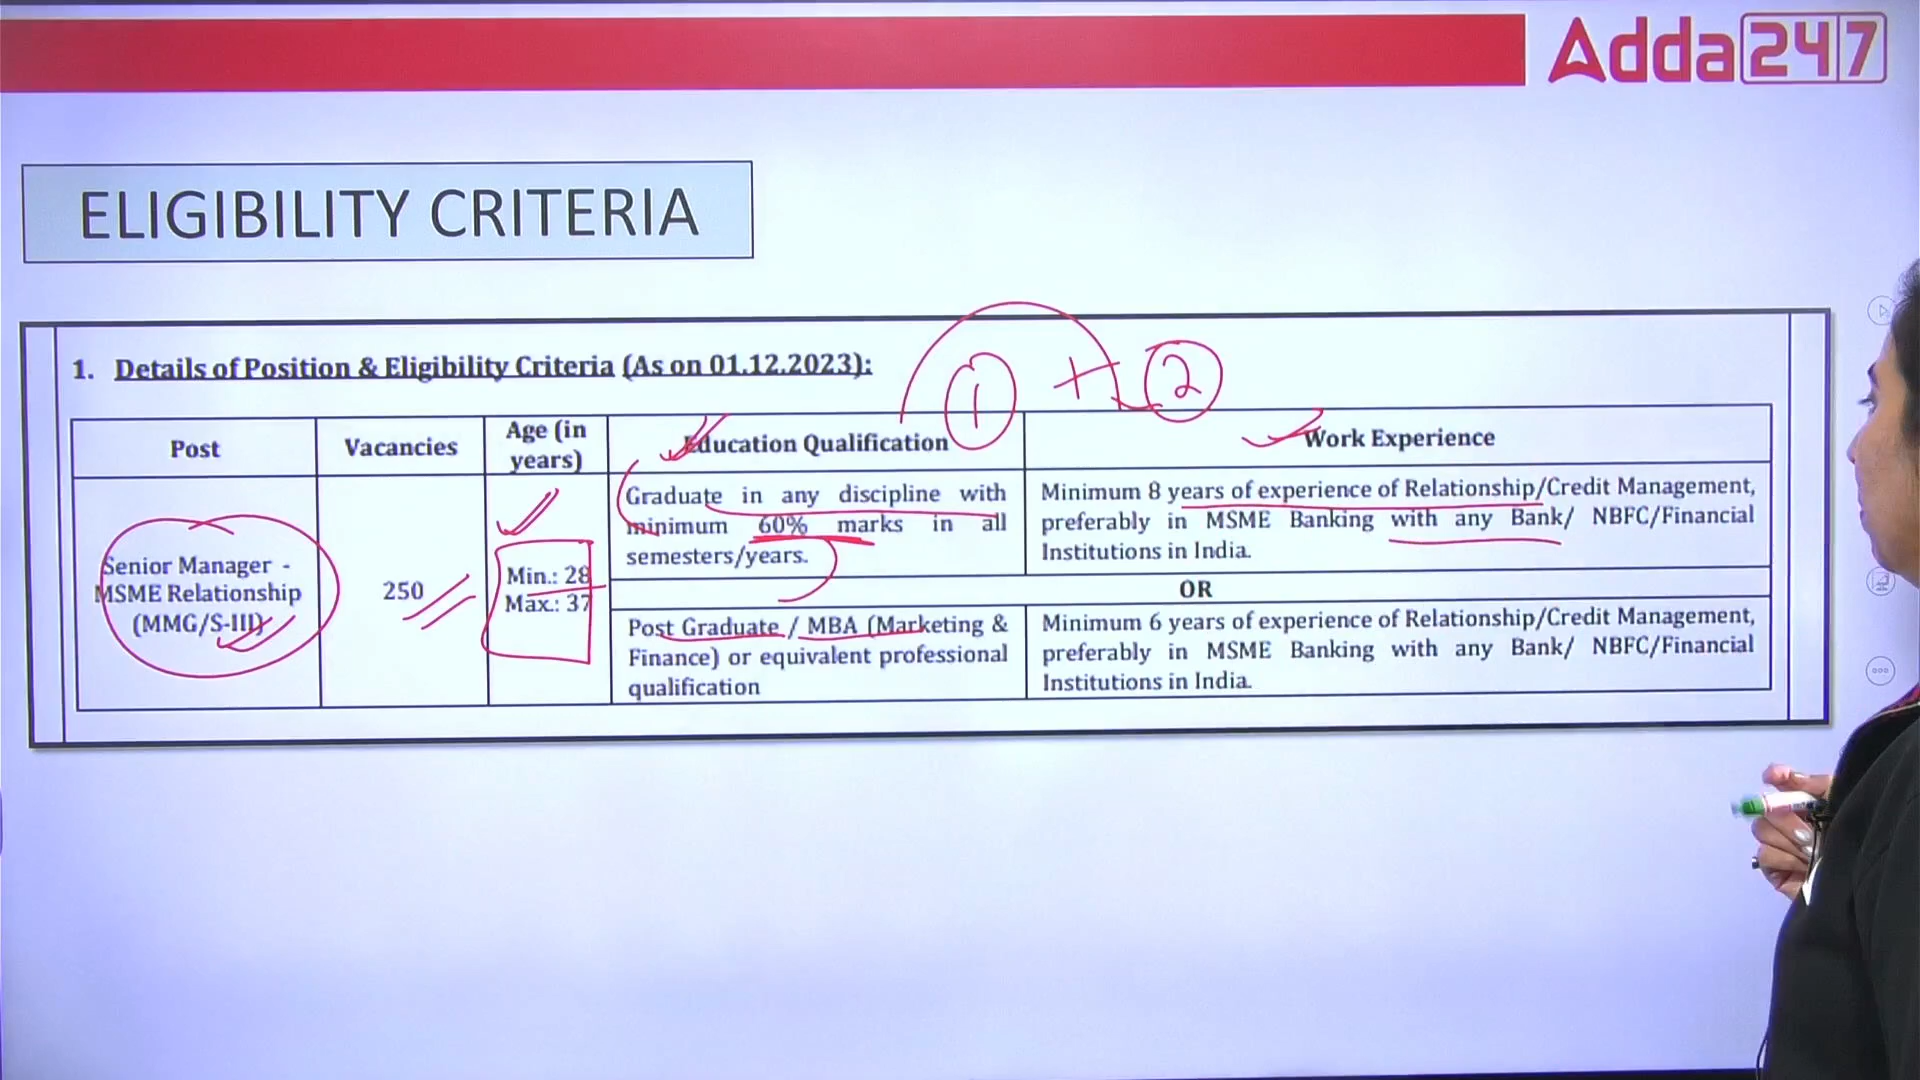 Adda247
ELIGIBILITY CRITERIA
1. Details of Position & Eligibility Criteria (As on 01.12.2023):
1 + 2
Post
Vacancies
Age (in
years)
Education Qualification
Work Experience
Senior Manager -
MSME Relationship
(MMG/S-III)
250
Min.: 28
Max.: 37
Graduate in any discipline with
minimum 60% marks in all
semesters/years.
Minimum 8 years of experience of Relationship/Credit Management,
preferably in MSME Banking with any Bank/ NBFC/Financial
Institutions in India.
OR
Post Graduate / MBA (Marketing &
Finance) or equivalent professional
qualification
Minimum 6 years of experience of Relationship/Credit Management,
preferably in MSME Banking with any Bank/ NBFC/Financial
Institutions in India.